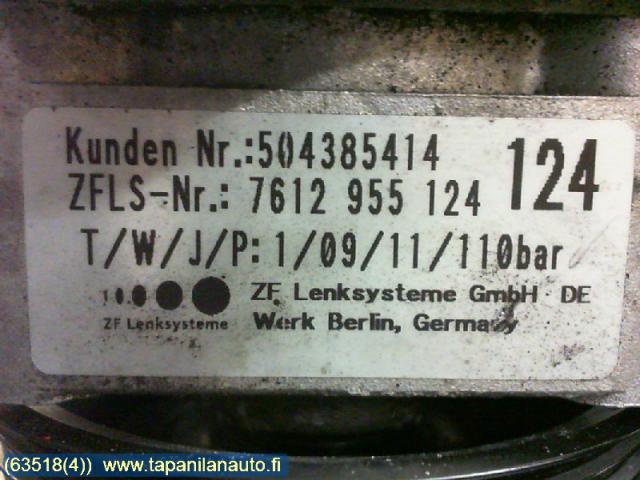 Kunden Nr.:504385414
124
ZFLS-Nr.: 7612 955 124
T/W/J/P: 1/09/11/110bar
ZF Lenksysteme GmbH DE
ZF Lenksysteme
Werk Berlin, Germany
(63518(4)) www.tapanilanauto.fi